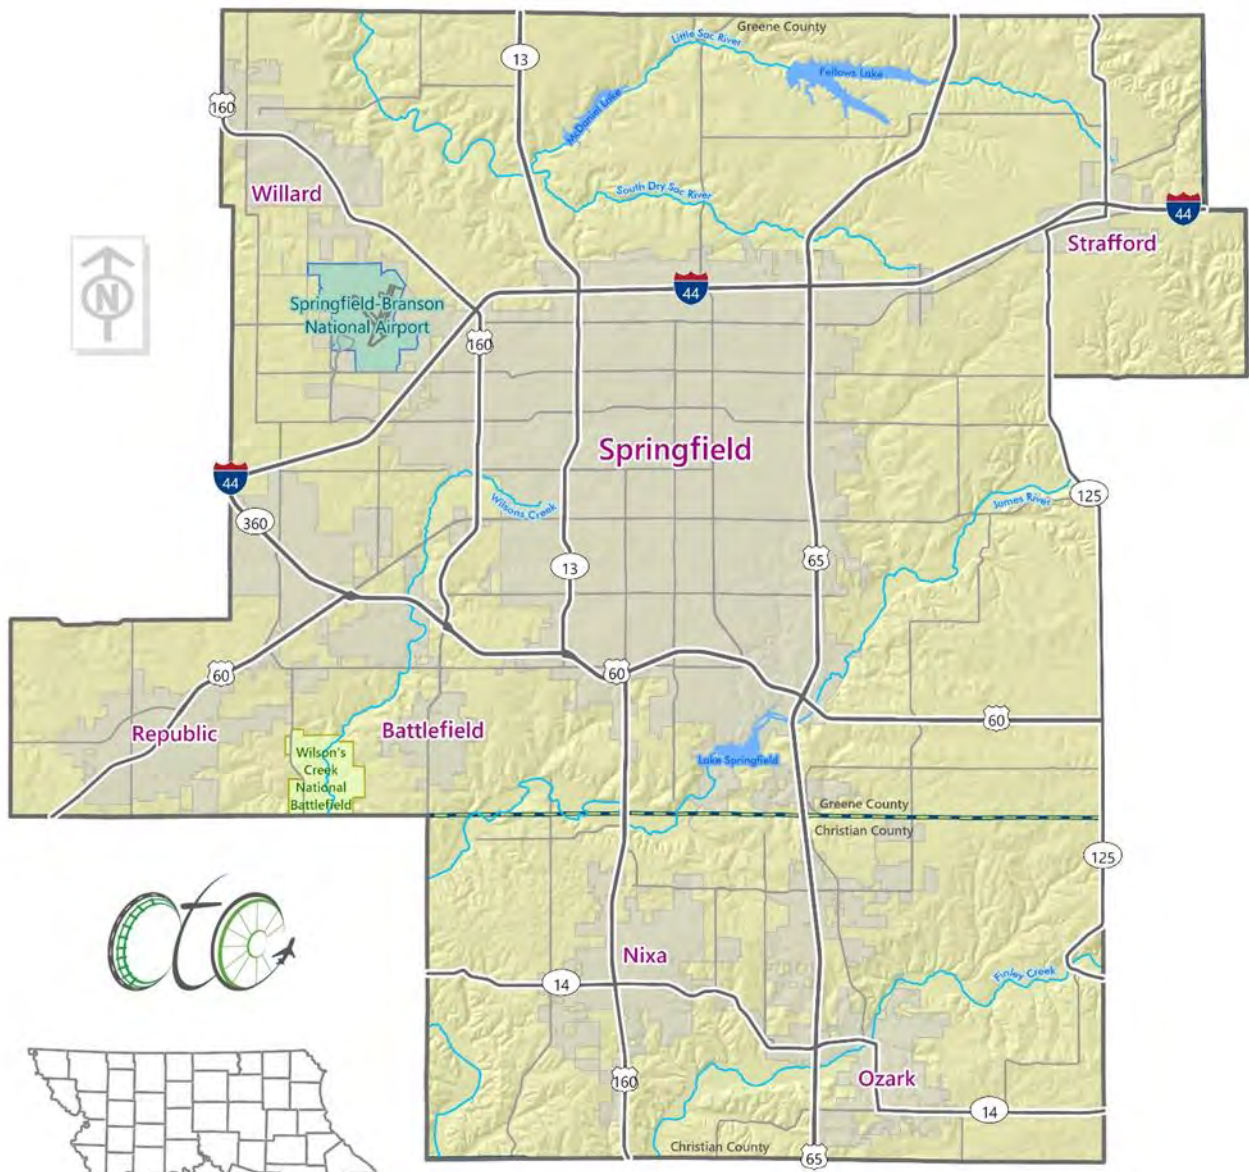 Greene County
13
Little Sac River
Fellows Lake
McDaniel Lake
160
Willard
South Dry Sac River
44
Strafford
N
44
Springfield-Branson
National Airport
160
Springfield
44
Wilsons Creek
James River
125
360
13
65
60
60
60
Republic
Battlefield
Wilson's
Creek
National
Battlefield
Lake Springfield
Greene County
Christian County
125
oto
Nixa
14
Finley Creek
160
Ozark
14
Christian County
65